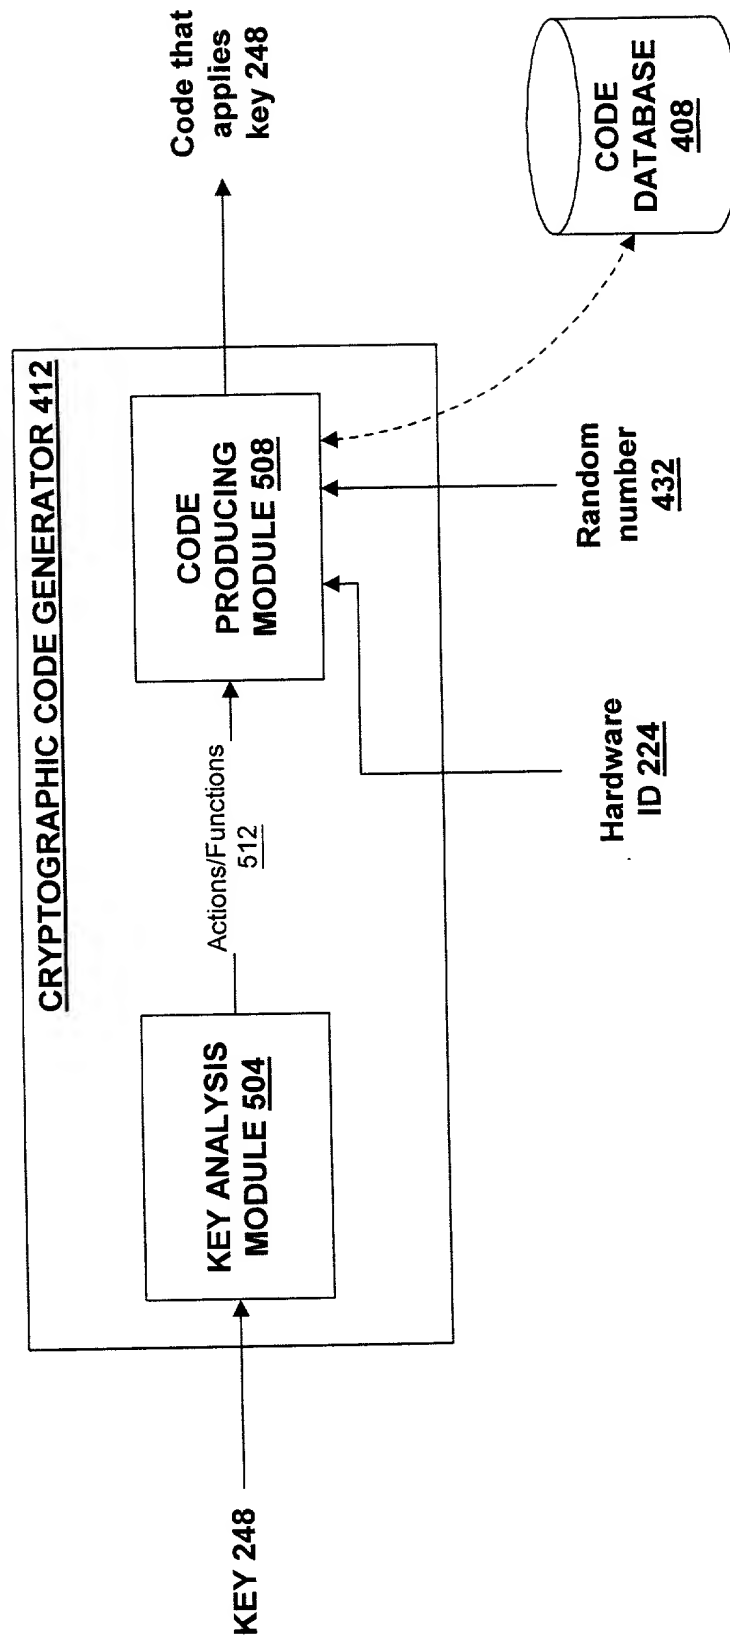 CRYPTOGRAPHIC CODE GENERATOR 412
KEY 248
KEY ANALYSIS
MODULE 504
Actions/Functions
512
CODE
PRODUCING
MODULE 508
Code that
applies
key 248
Hardware
ID 224
Random
number
432
CODE
DATABASE
408